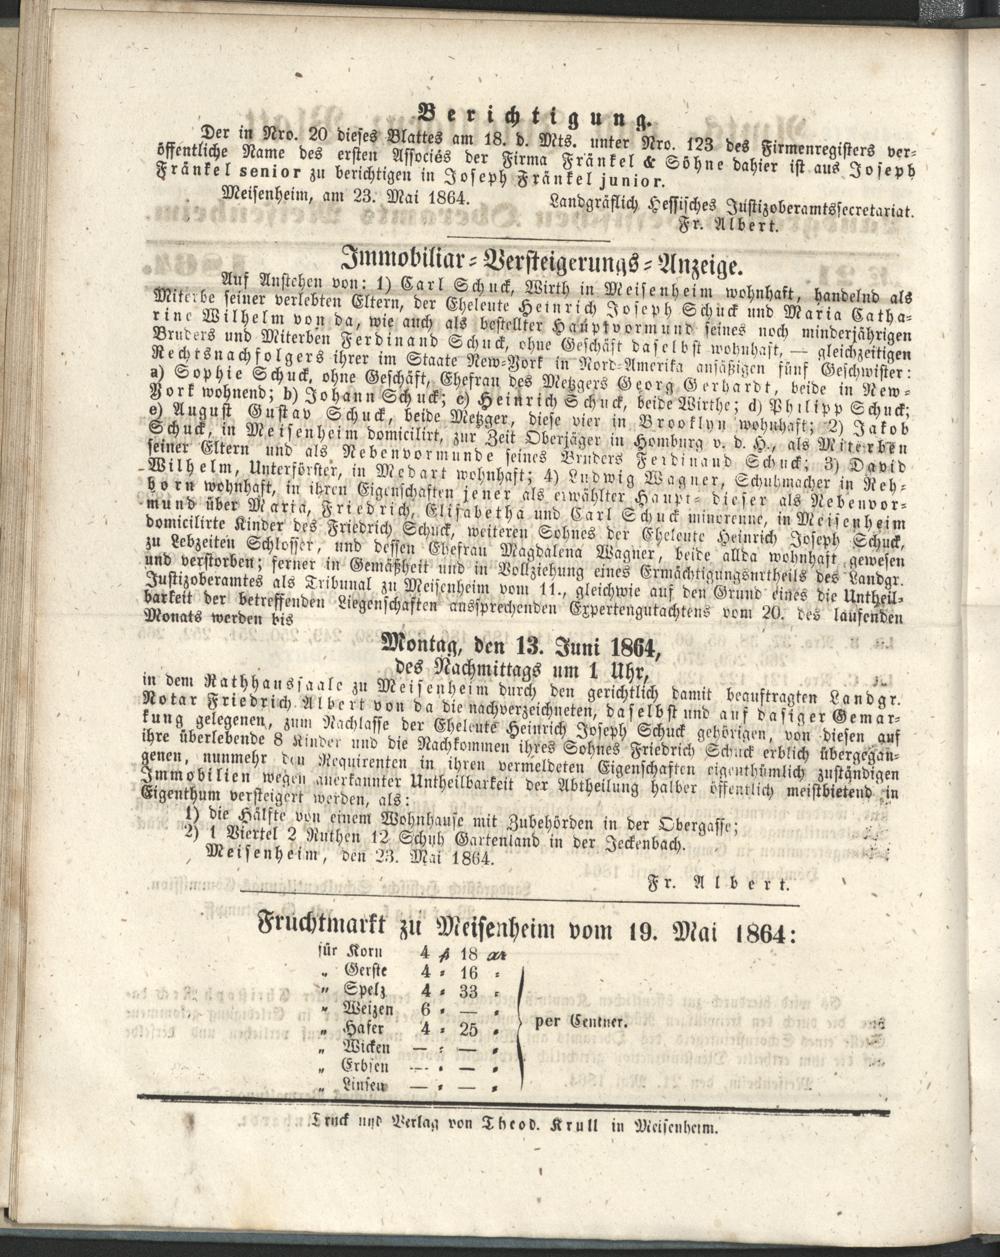 Berichtigung.
Der in Nro. 20 dieses Blattes am 18. d. Mts. unter Nro. 123 des Firmenregisters ver-
öffentliche Name des ersten Associés der Firma Fränkel & Söhne dahier ist aus Joseph
Fränkel senior zu berichtigen in Joseph Fränkel junior.
Meisenheim, am 23. Mai 1864. Landgräflich Hessisches Justizoberamtssecretariat.
Fr. Albert.
Immobiliar-Versteigerungs-Anzeige.
Auf Anstehen von: 1) Carl Schuck, Wirth in Meisenheim wohnhaft, handelnd als
Miterbe seiner verlebten Eltern, der Eheleute Heinrich Joseph Schuck und Maria Catha-
rine Wilhelm von da, wie auch als bestellter Hauptvormund seines noch minderjährigen
Bruders und Miterben Ferdinand Schuck, ohne Geschäft daselbst wohnhaft, — gleichzeitigen
Rechtsnachfolgers ihrer im Staate New-York in Nord-Amerika ansäßigen fünf Geschwister:
a) Sophie Schuck, ohne Geschäft, Ehefrau des Metzgers Georg Gerhardt, beide in New-
York wohnend; b) Johann Schuck; c) Heinrich Schuck, beide Wirthe; d) Philipp Schuck;
e) August Gustav Schuck, beide Metzger, diese vier in Brooklyn wohnhaft; 2) Jakob
Schuck, in Meisenheim domicilirt, zur Zeit Oberjäger in Homburg v. d. H., als Miterben
seiner Eltern und als Nebenvormunde seines Bruders Ferdinand Schuck; 3) David
Wilhelm, Unterförster, in Medart wohnhaft; 4) Ludwig Wagner, Schuhmacher in Reh-
born wohnhaft, in ihren Eigenschaften jener als erwählter Haupt- dieser als Nebenvor-
mund über Maria, Friedrich, Elisabetha und Carl Schuck minorenne, in Meisenheim
domicilirte Kinder des Friedrich Schuck, weiteren Sohnes der Eheleute Heinrich Joseph Schuck,
zu Lebzeiten Schlosser, und dessen Ehefrau Magdalena Wagner, beide allda wohnhaft gewesen
und verstorben; ferner in Gemäßheit und in Vollziehung eines Ermächtigungsurtheils des Landgr.
Justizoberamtes als Tribunal zu Meisenheim vom 11., gleichwie auf den Grund eines die Untheil-
barkeit der betreffenden Liegenschaften aussprechenden Expertengutachtens vom 20. des laufenden
Monats werden bis
Montag, den 13. Juni 1864,
des Nachmittags um 1 Uhr,
in dem Rathhaussaale zu Meisenheim durch den gerichtlich damit beauftragten Landgr.
Notar Friedrich Albert von da die nachverzeichneten, daselbst und auf dasiger Gemar-
kung gelegenen, zum Nachlasse der Eheleute Heinrich Joseph Schuck gehörigen, von diesen auf
ihre überlebende 8 Kinder und die Nachkommen ihres Sohnes Friedrich Schuck erblich übergegan-
genen, nunmehr den Requirenten in ihren vermeldeten Eigenschaften eigenthümlich zuständigen
Immobilien wegen anerkannter Untheilbarkeit der Abtheilung halber öffentlich meistbietend in
Eigenthum versteigert werden, als:
1) die Hälfte von einem Wohnhause mit Zubehörden in der Obergasse;
2) 1 Viertel 2 Ruthen 12 Schuh Gartenland in der Jeckenbach.
Meisenheim, den 23. Mai 1864.
Fr. Albert.
Fruchtmarkt zu Meisenheim vom 19. Mai 1864:
für Korn 4 18
„ Gerste 4 = 16 =
„ Spelz 4 = 33 =
„ Weizen 6 = — =
„ Hafer 4 = 25 = per Centner.
„ Wicken — = — =
„ Erbsen — = — =
„ Linsen — = — =
Druck und Verlag von Theod. Krull in Meisenheim.